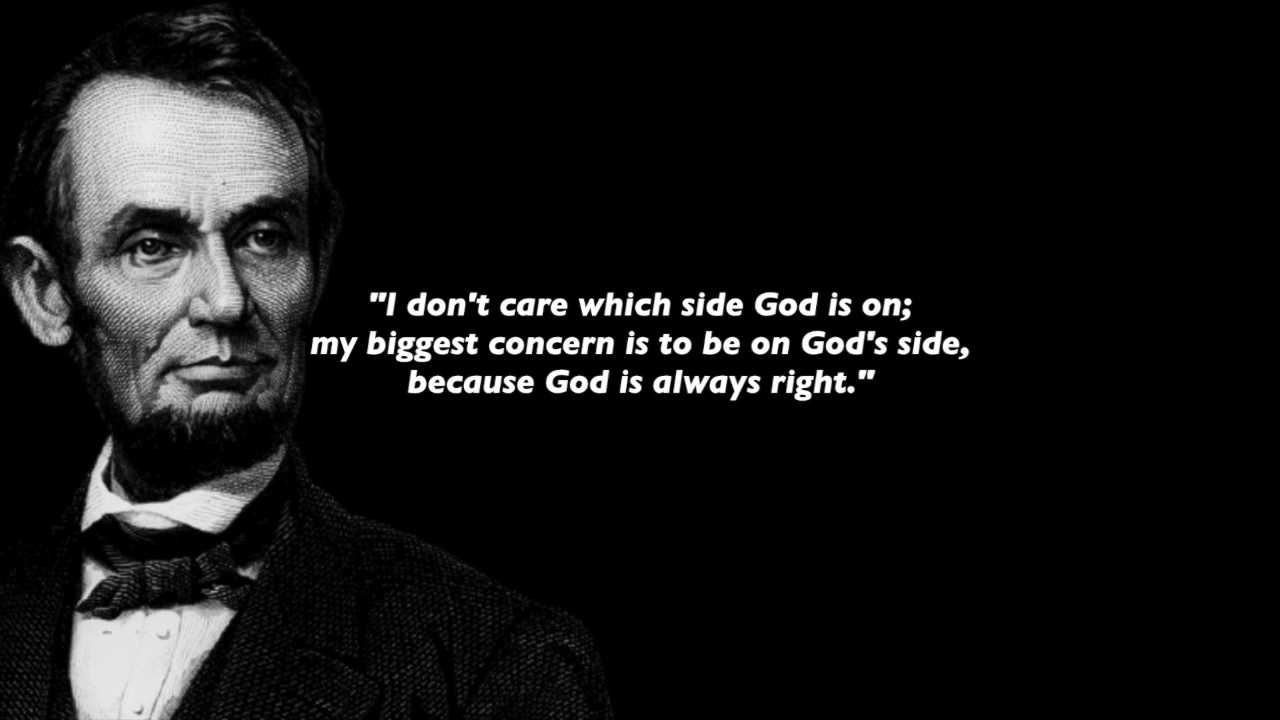 "I don't care which side God is on;
my biggest concern is to be on God's side,
because God is always right."